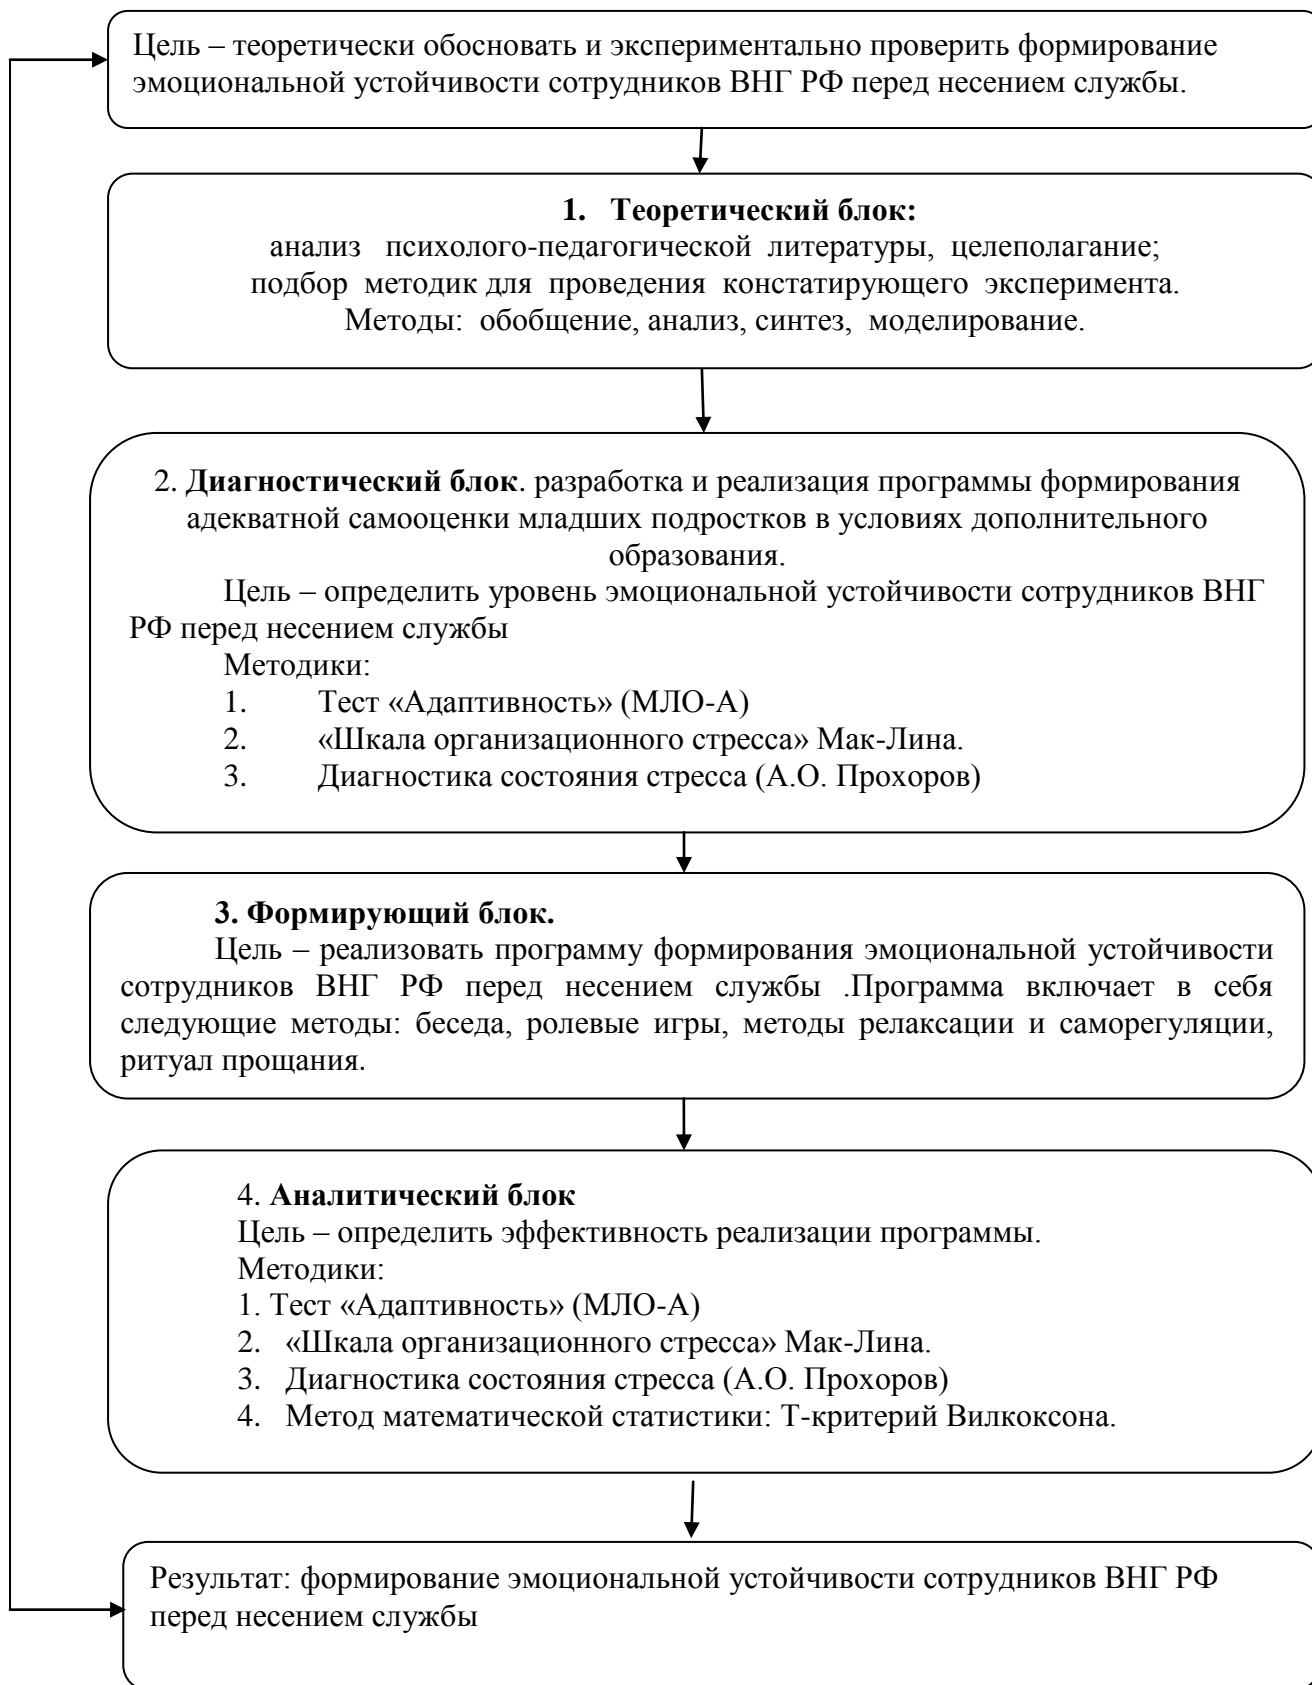 Цель – теоретически обосновать и экспериментально проверить формирование
эмоциональной устойчивости сотрудников ВНГ РФ перед несением службы.
1. Теоретический блок:
анализ психолого-педагогической литературы, целеполагание;
подбор методик для проведения констатирующего эксперимента.
Методы: обобщение, анализ, синтез, моделирование.
2. Диагностический блок. разработка и реализация программы формирования
адекватной самооценки младших подростков в условиях дополнительного
образования.
Цель – определить уровень эмоциональной устойчивости сотрудников ВНГ
РФ перед несением службы
Методики:
1. Тест «Адаптивность» (МЛО-А)
2. «Шкала организационного стресса» Мак-Лина.
3. Диагностика состояния стресса (А.О. Прохоров)
3. Формирующий блок.
Цель – реализовать программу формирования эмоциональной устойчивости
сотрудников ВНГ РФ перед несением службы .Программа включает в себя
следующие методы: беседа, ролевые игры, методы релаксации и саморегуляции,
ритуал прощания.
4. Аналитический блок
Цель – определить эффективность реализации программы.
Методики:
1. Тест «Адаптивность» (МЛО-А)
2. «Шкала организационного стресса» Мак-Лина.
3. Диагностика состояния стресса (А.О. Прохоров)
4. Метод математической статистики: Т-критерий Вилкоксона.
Результат: формирование эмоциональной устойчивости сотрудников ВНГ РФ
перед несением службы